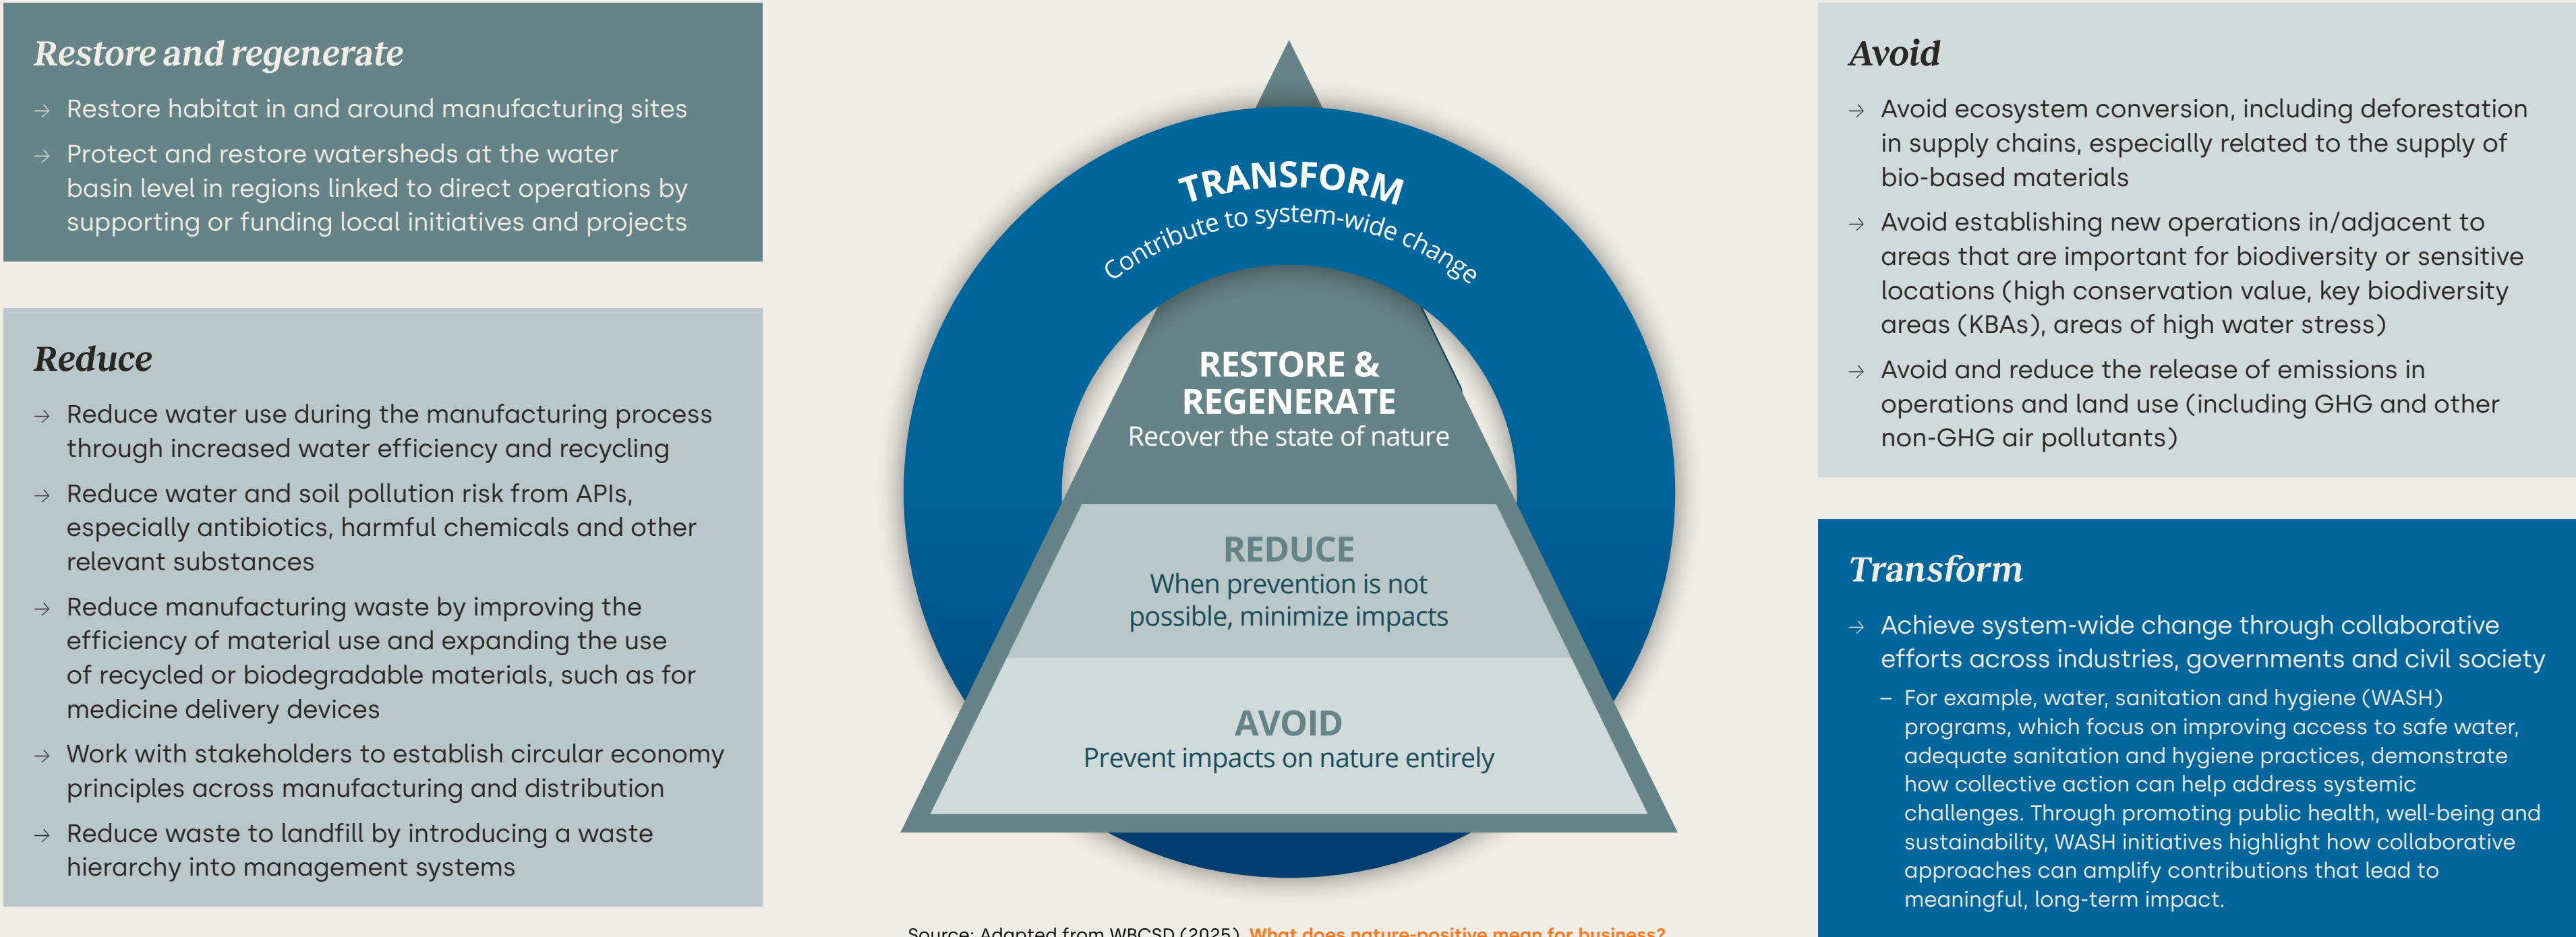 Restore and regenerate
→ Restore habitat in and around manufacturing sites
→ Protect and restore watersheds at the water
basin level in regions linked to direct operations by
supporting or funding local initiatives and projects
Reduce
→ Reduce water use during the manufacturing process
through increased water efficiency and recycling
→ Reduce water and soil pollution risk from APIs,
especially antibiotics, harmful chemicals and other
relevant substances
→ Reduce manufacturing waste by improving the
efficiency of material use and expanding the use
of recycled or biodegradable materials, such as for
medicine delivery devices
→ Work with stakeholders to establish circular economy
principles across manufacturing and distribution
→ Reduce waste to landfill by introducing a waste
hierarchy into management systems
TRANSFORM
Contribute to system-wide change
RESTORE &
REGENERATE
Recover the state of nature
REDUCE
When prevention is not
possible, minimize impacts
AVOID
Prevent impacts on nature entirely
Source: Adapted from WBCSD (2025). What does nature-positive mean for business?
Avoid
→ Avoid ecosystem conversion, including deforestation
in supply chains, especially related to the supply of
bio-based materials
→ Avoid establishing new operations in/adjacent to
areas that are important for biodiversity or sensitive
locations (high conservation value, key biodiversity
areas (KBAs), areas of high water stress)
→ Avoid and reduce the release of emissions in
operations and land use (including GHG and other
non-GHG air pollutants)
Transform
→ Achieve system-wide change through collaborative
efforts across industries, governments and civil society
– For example, water, sanitation and hygiene (WASH)
programs, which focus on improving access to safe water,
adequate sanitation and hygiene practices, demonstrate
how collective action can help address systemic
challenges. Through promoting public health, well-being and
sustainability, WASH initiatives highlight how collaborative
approaches can amplify contributions that lead to
meaningful, long-term impact.